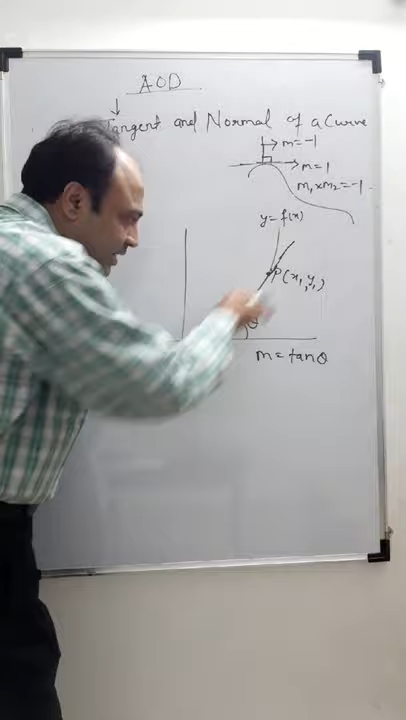 AOD
Tangent and Normal of a Curve
m = -1
m = 1
m₁ × m₂ = -1
y = f(x)
P(x₁, y₁)
θ
m = tanθ